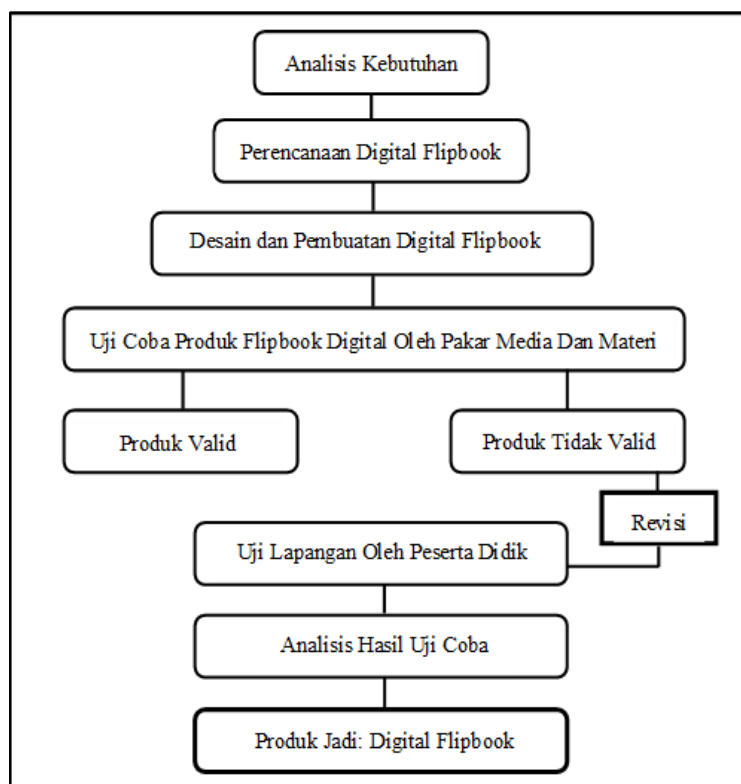 Analisis Kebutuhan
Perencanaan Digital Flipbook
Desain dan Pembuatan Digital Flipbook
Uji Coba Produk Flipbook Digital Oleh Pakar Media Dan Materi
Produk Valid
Produk Tidak Valid
Revisi
Uji Lapangan Oleh Peserta Didik
Analisis Hasil Uji Coba
Produk Jadi: Digital Flipbook